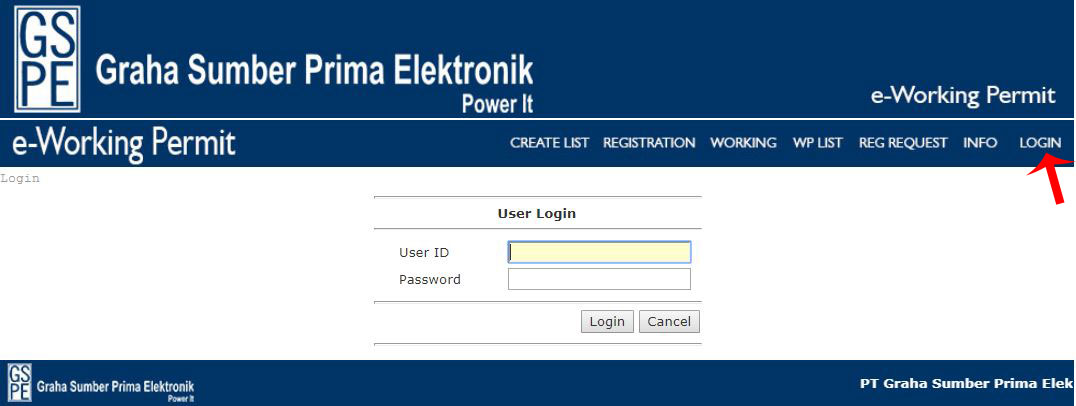 GS
PE
Graha Sumber Prima Elektronik
Power It
e-Working Permit
e-Working Permit
CREATE LIST REGISTRATION WORKING WP LIST REG REQUEST INFO LOGIN
Login
User Login
User ID
Password
Login Cancel
GS
PE
Graha Sumber Prima Elektronik
Power It
PT Graha Sumber Prima Elek